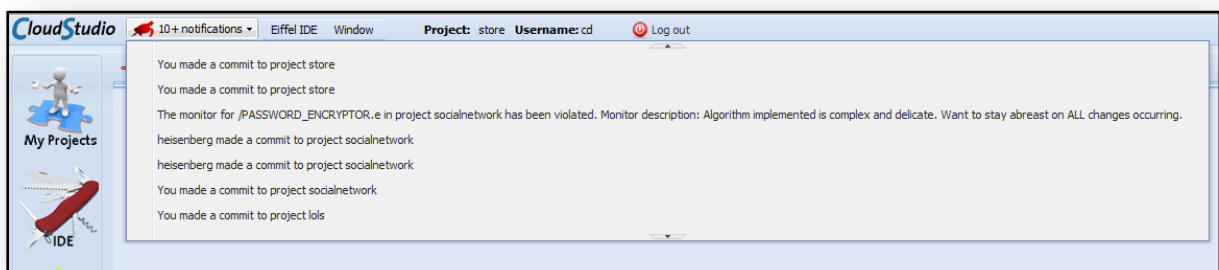 CloudStudio 10+ notifications Eiffel IDE Window Project: store Username: cd Log out
You made a commit to project store
You made a commit to project store
The monitor for /PASSWORD_ENCRYPTOR.e in project socialnetwork has been violated. Monitor description: Algorithm implemented is complex and delicate. Want to stay abreast on ALL changes occurring.
heisenberg made a commit to project socialnetwork
heisenberg made a commit to project socialnetwork
You made a commit to project socialnetwork
You made a commit to project lols
My Projects
IDE